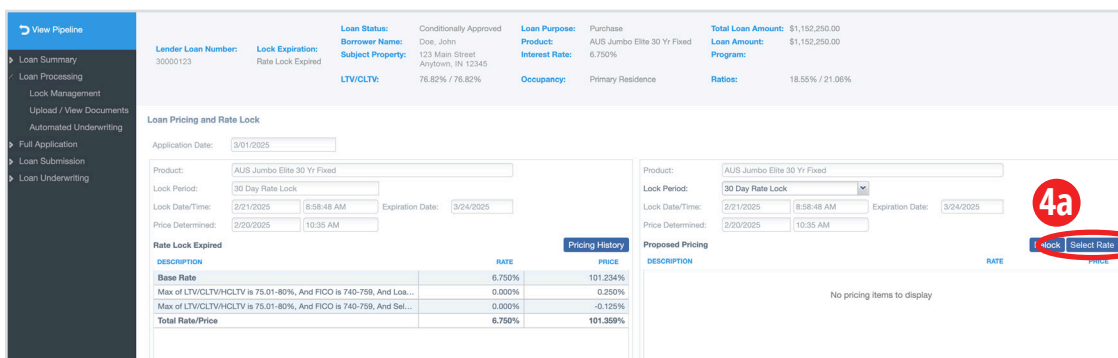 View Pipeline
Loan Summary
Loan Processing
Lock Management
Upload / View Documents
Automated Underwriting
Full Application
Loan Submission
Loan Underwriting
Lender Loan Number:
30000123
Lock Expiration:
Rate Lock Expired
Loan Status: Conditionally Approved
Borrower Name: Doe, John
Subject Property: 123 Main Street
Anytown, IN 12345
LTV/CLTV: 76.82% / 76.82%
Loan Purpose: Purchase
Product: AUS Jumbo Elite 30 Yr Fixed
Interest Rate: 6.750%
Occupancy: Primary Residence
Total Loan Amount: $1,152,250.00
Loan Amount: $1,152,250.00
Program:
Ratios: 18.55% / 21.06%
Loan Pricing and Rate Lock
Application Date: 3/01/2025
Product: AUS Jumbo Elite 30 Yr Fixed
Lock Period: 30 Day Rate Lock
Lock Date/Time: 2/21/2025 8:58:48 AM Expiration Date: 3/24/2025
Price Determined: 2/20/2025 10:35 AM
Rate Lock Expired Pricing History
DESCRIPTION RATE PRICE
Base Rate 6.750% 101.234%
Max of LTV/CLTV/HCLTV is 75.01-80%, And FICO is 740-759, And Loa... 0.000% 0.250%
Max of LTV/CLTV/HCLTV is 75.01-80%, And FICO is 740-759, And Sel... 0.000% -0.125%
Total Rate/Price 6.750% 101.359%
Product: AUS Jumbo Elite 30 Yr Fixed
Lock Period: 30 Day Rate Lock
Lock Date/Time: 2/21/2025 8:58:48 AM Expiration Date: 3/24/2025
Price Determined: 2/20/2025 10:35 AM
4a
Proposed Pricing Select Rate
DESCRIPTION RATE PRICE
No pricing items to display